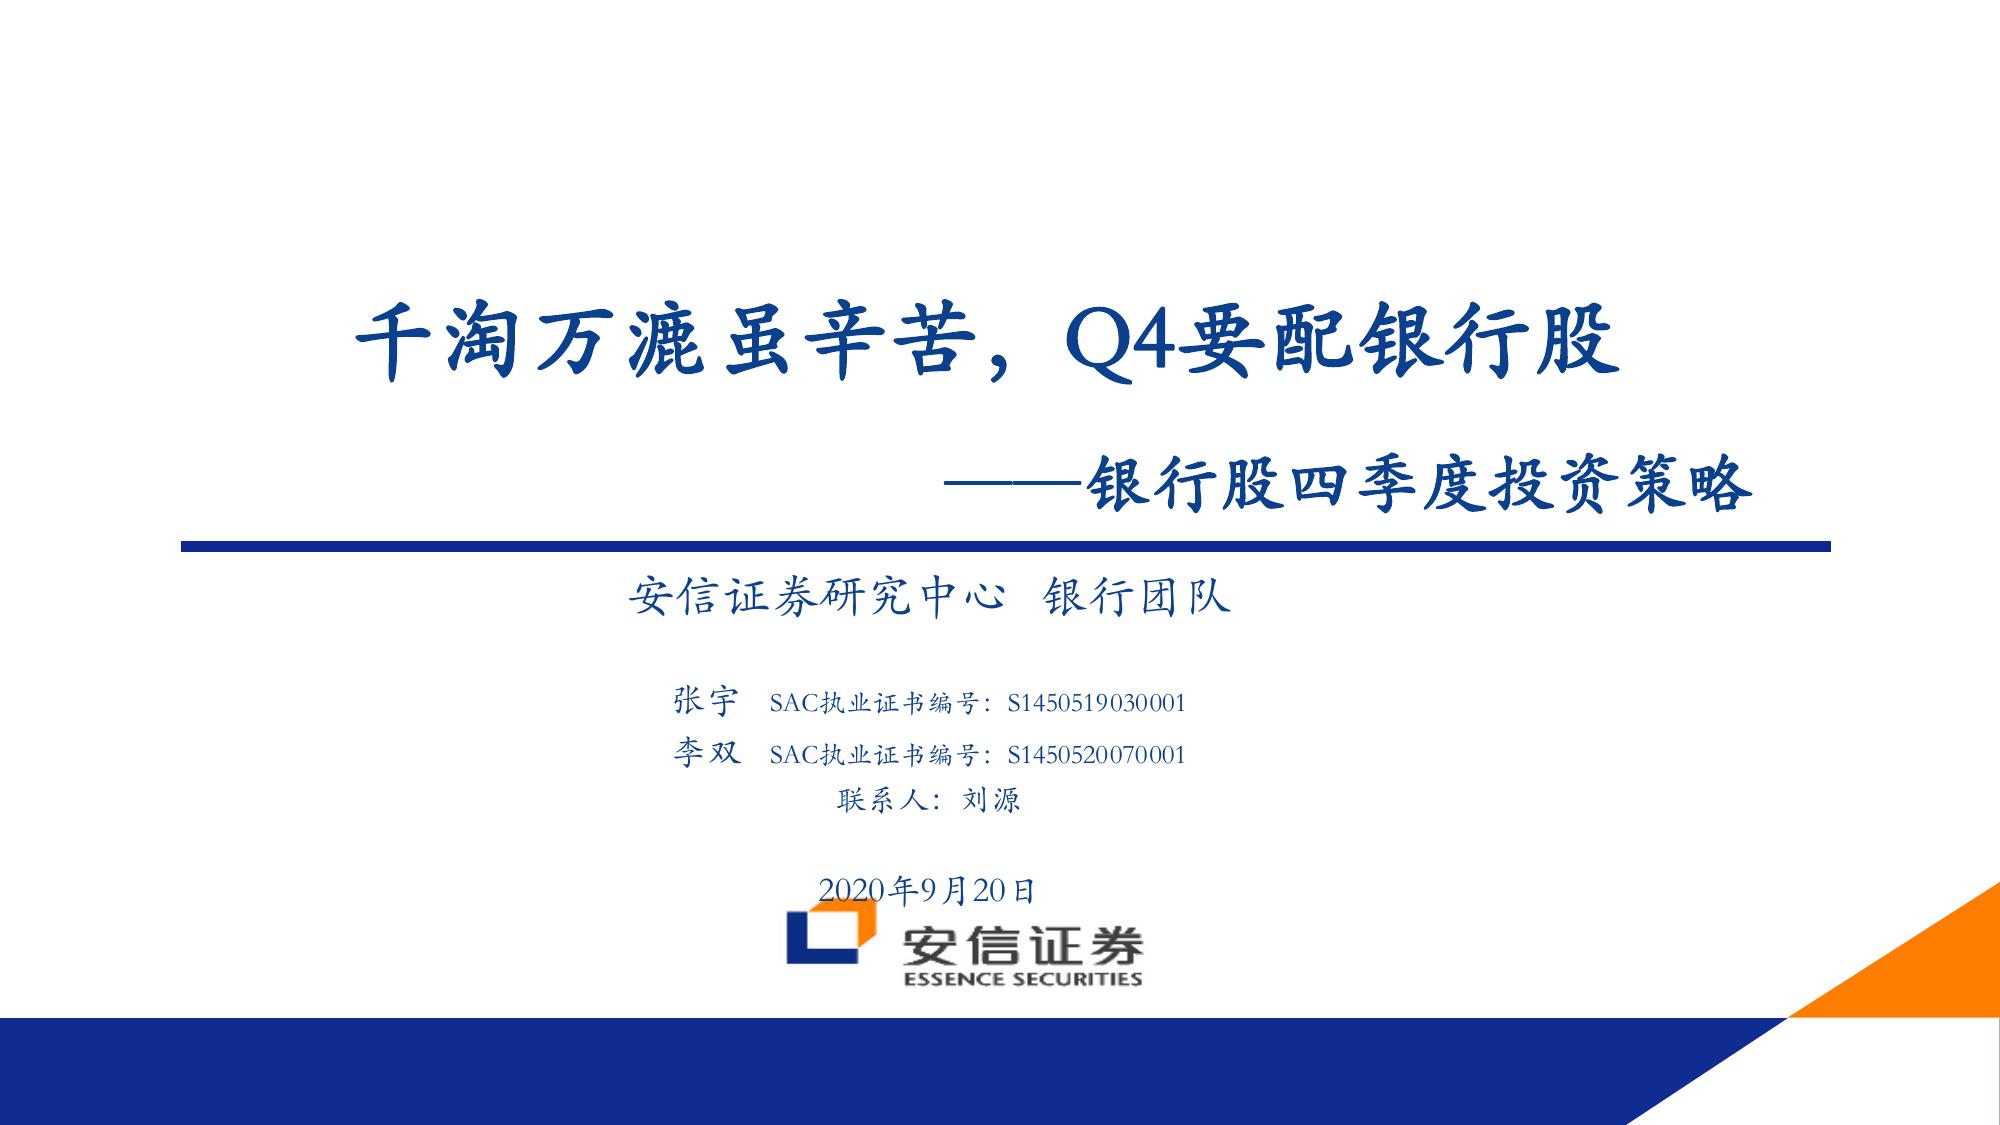 千淘万漉虽辛苦，Q4要配银行股
——银行股四季度投资策略
安信证券研究中心 银行团队
张宇 SAC执业证书编号：S1450519030001
李双 SAC执业证书编号：S1450520070001
联系人：刘源
2020年9月20日
安信证券
ESSENCE SECURITIES